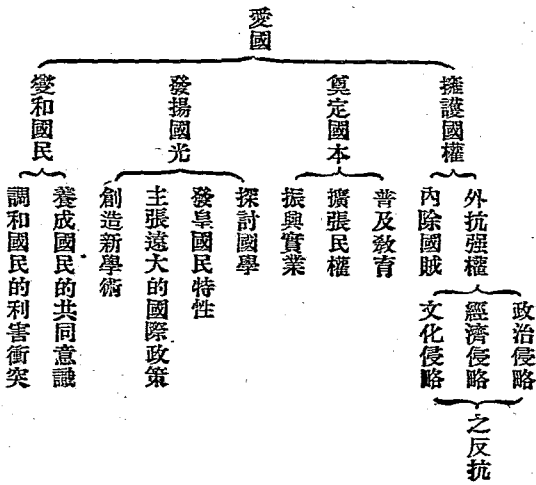 愛國
擁護國權
外抗强權
政治侵略
經濟侵略
文化侵略
之反抗
內除國賊
奠定國本
普及敎育
擴張民權
振興實業
發揚國光
探討國學
發皇國民特性
主張遠大的國際政策
創造新學術
燮和國民
養成國民的共同意識
調和國民的利害衝突